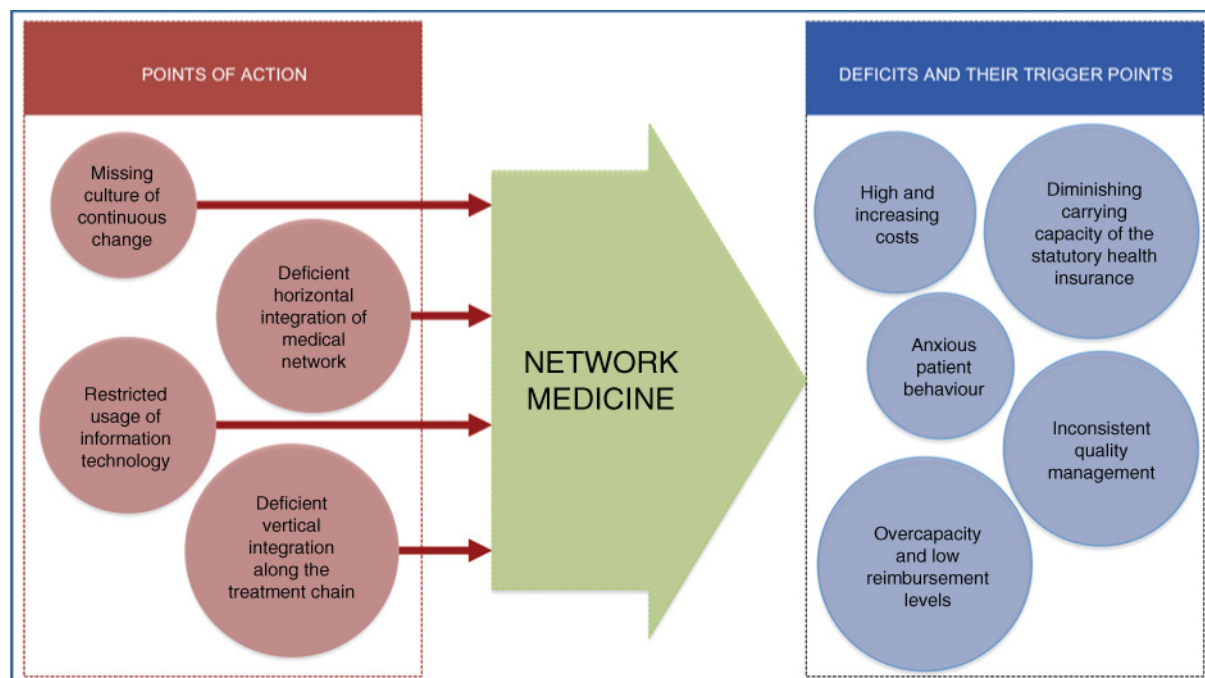 POINTS OF ACTION
Missing
culture of
continuous
change
Deficient
horizontal
integration of
medical
network
Restricted
usage of
information
technology
Deficient
vertical
integration
along the
treatment chain
NETWORK
MEDICINE
DEFICITS AND THEIR TRIGGER POINTS
High and
increasing
costs
Diminishing
carrying
capacity of the
statutory health
insurance
Anxious
patient
behaviour
Inconsistent
quality
management
Overcapacity
and low
reimbursement
levels